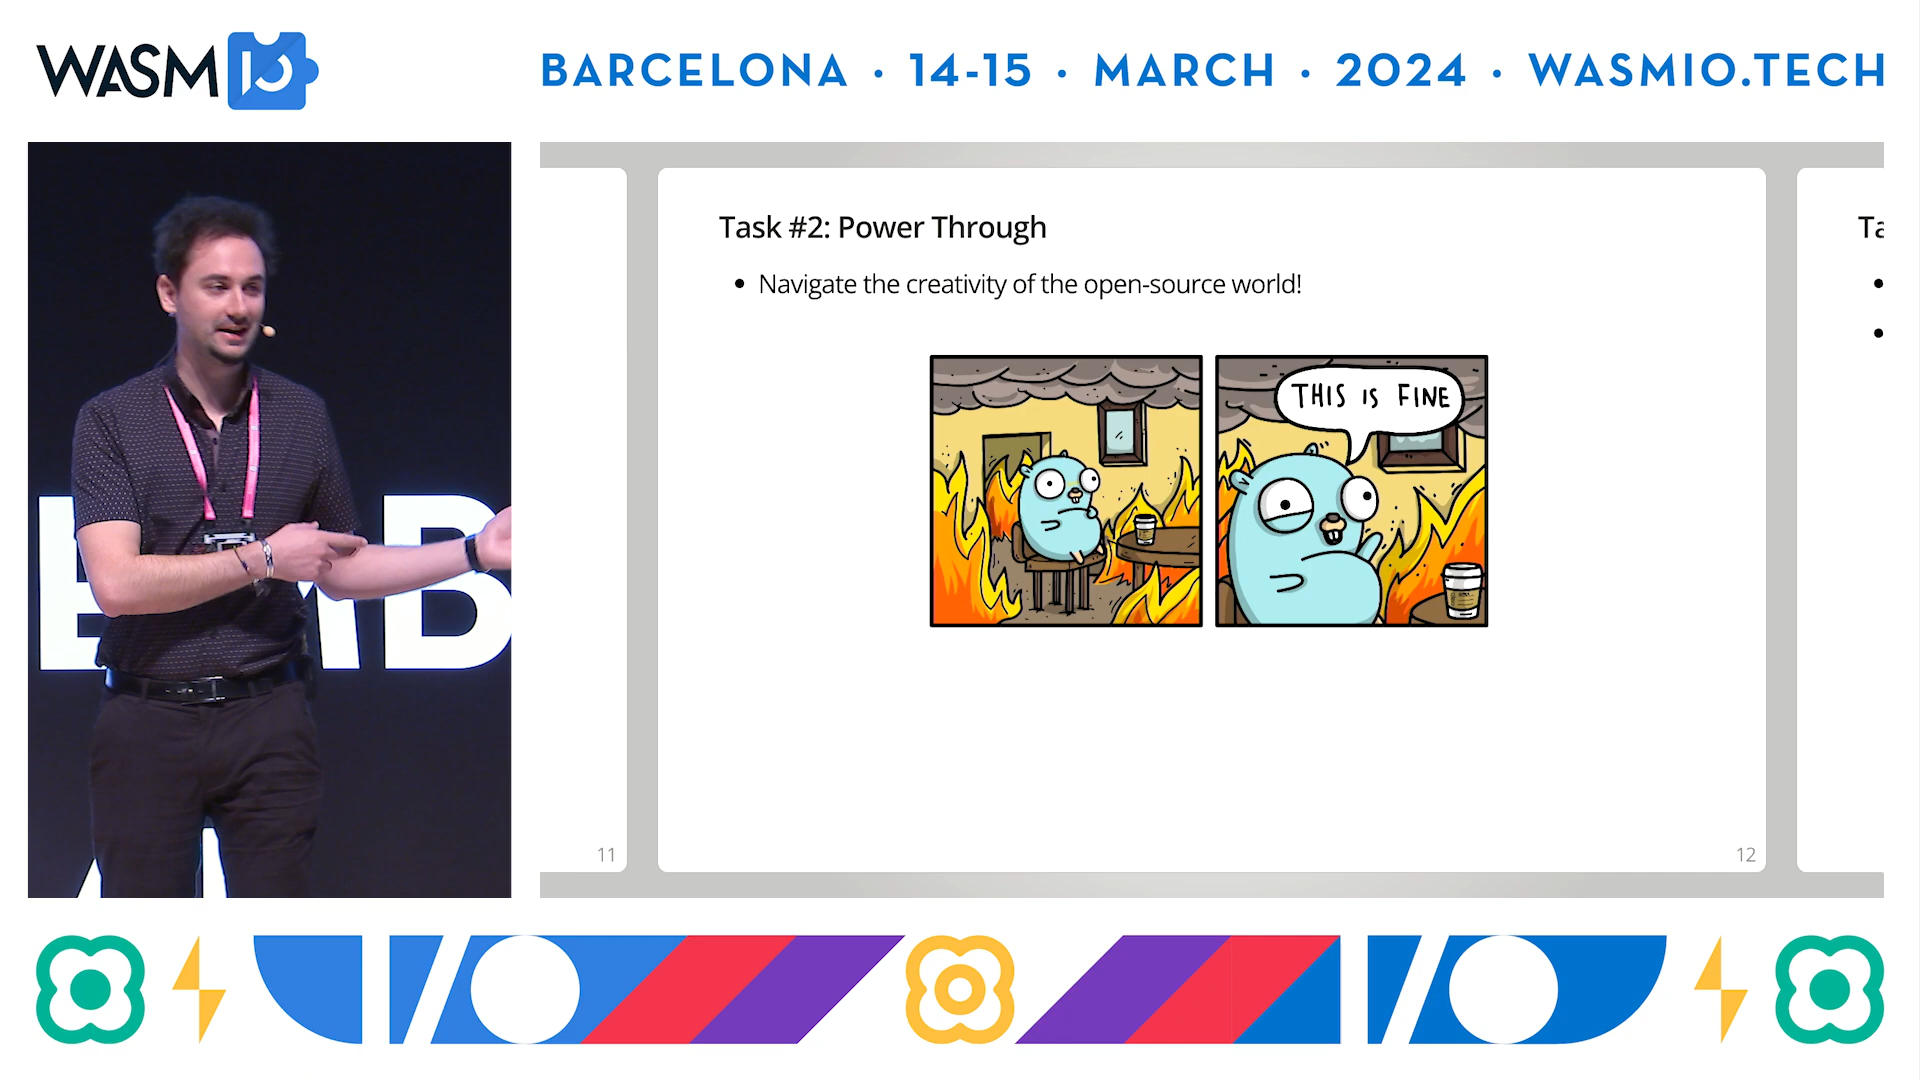 WASM IO
BARCELONA · 14-15 · MARCH · 2024 · WASMIO.TECH
Task #2: Power Through
• Navigate the creativity of the open-source world!
THIS IS FINE
11
12